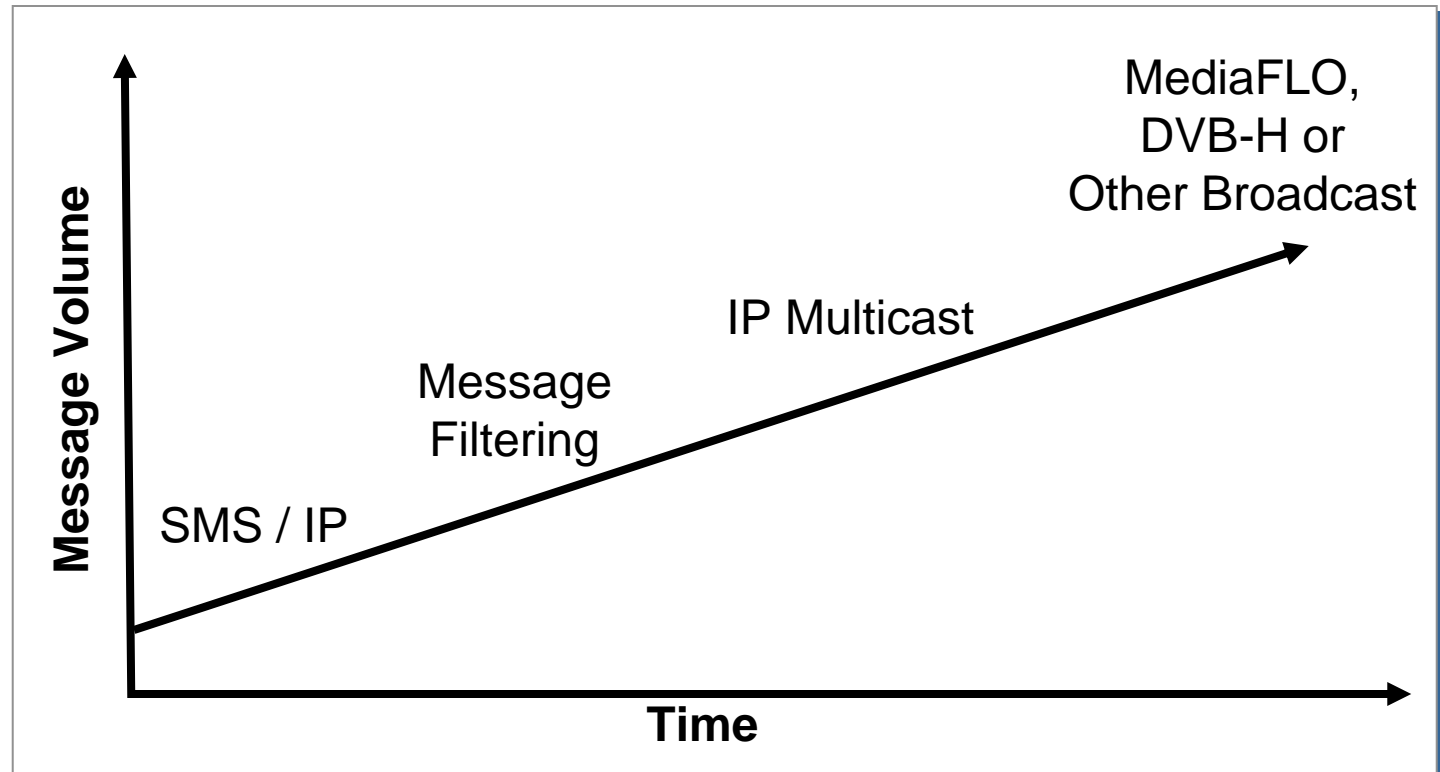 MediaFLO,
DVB-H or
Other Broadcast
IP Multicast
Message
Filtering
SMS / IP
Message Volume
Time